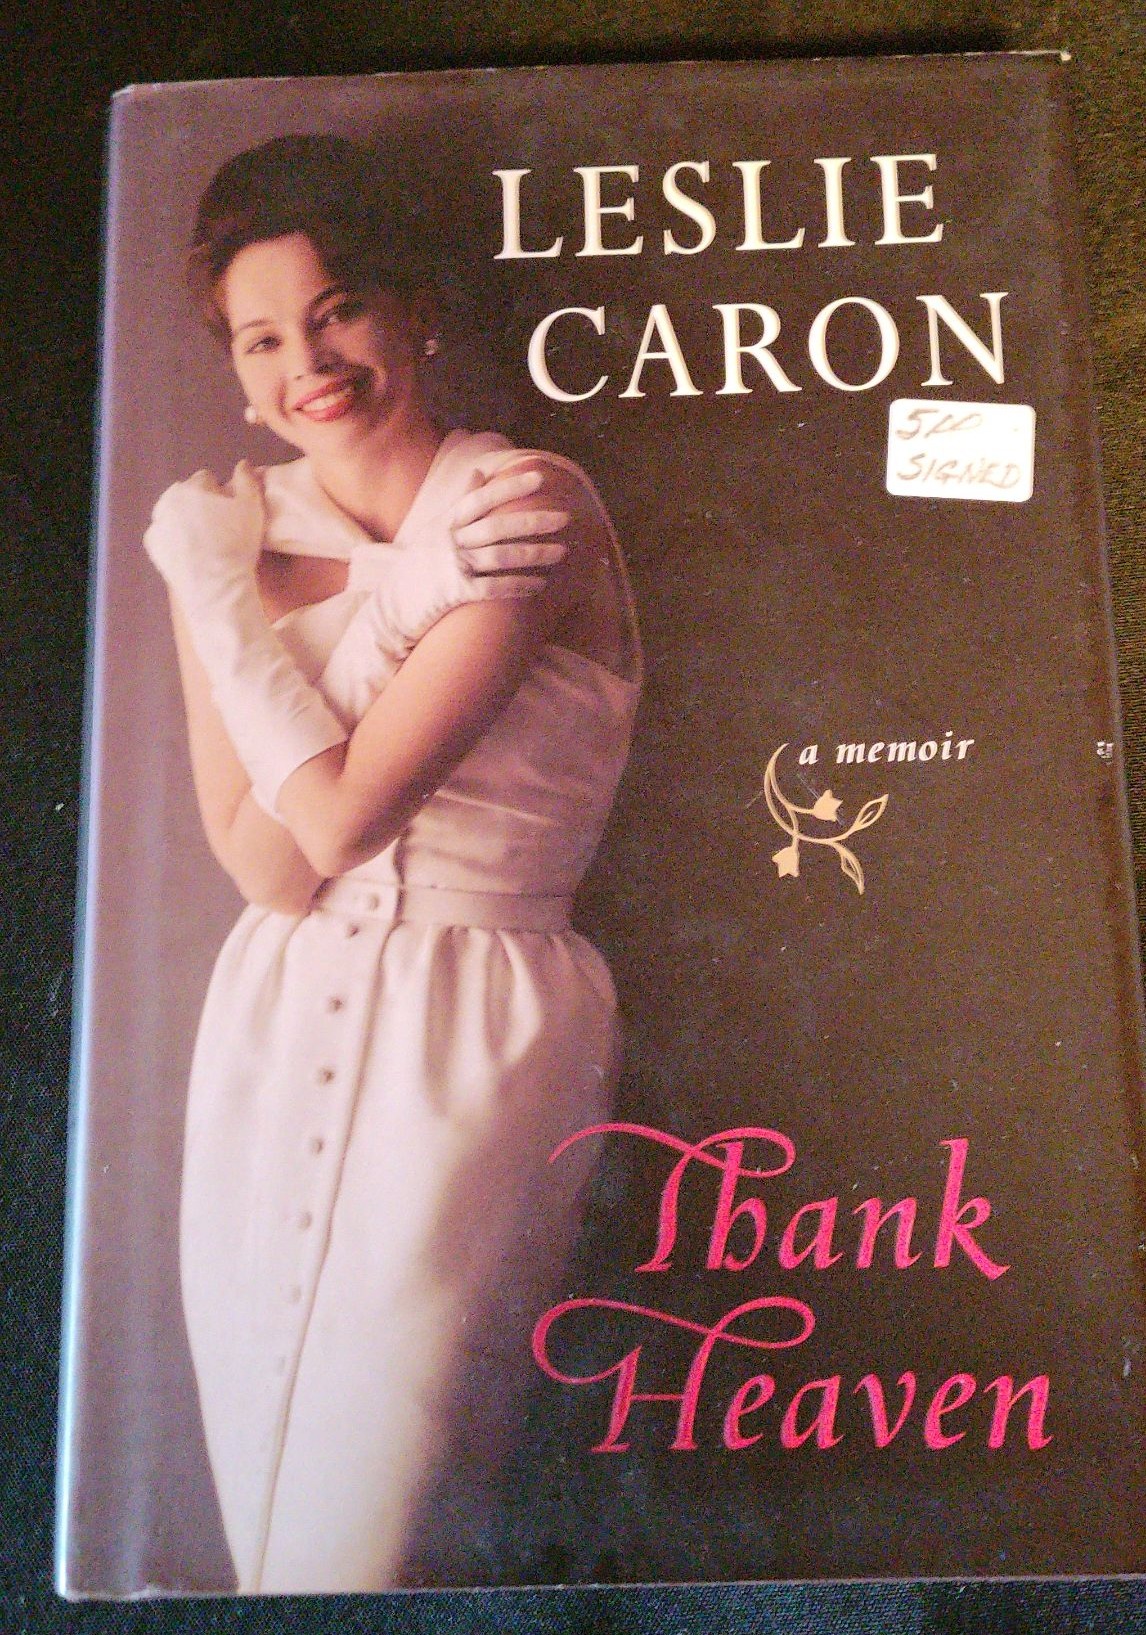 LESLIE
CARON
SIGNED
a memoir
Thank
Heaven